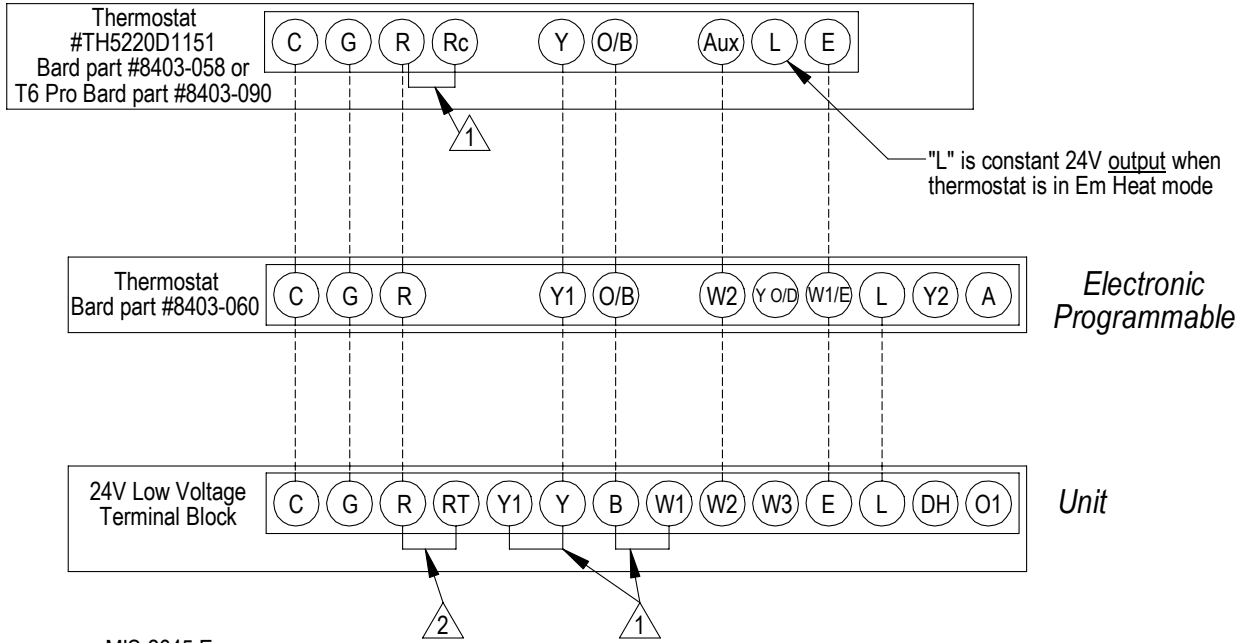 Thermostat
#TH5220D1151
Bard part #8403-058 or
T6 Pro Bard part #8403-090
C G R Rc Y O/B Aux L E
1
"L" is constant 24V output when
thermostat is in Em Heat mode
Thermostat
Bard part #8403-060
C G R Y1 O/B W2 Y O/D W1/E L Y2 A
Electronic
Programmable
24V Low Voltage
Terminal Block
C G R RT Y1 Y B W1 W2 W3 E L DH O1
Unit
2 1